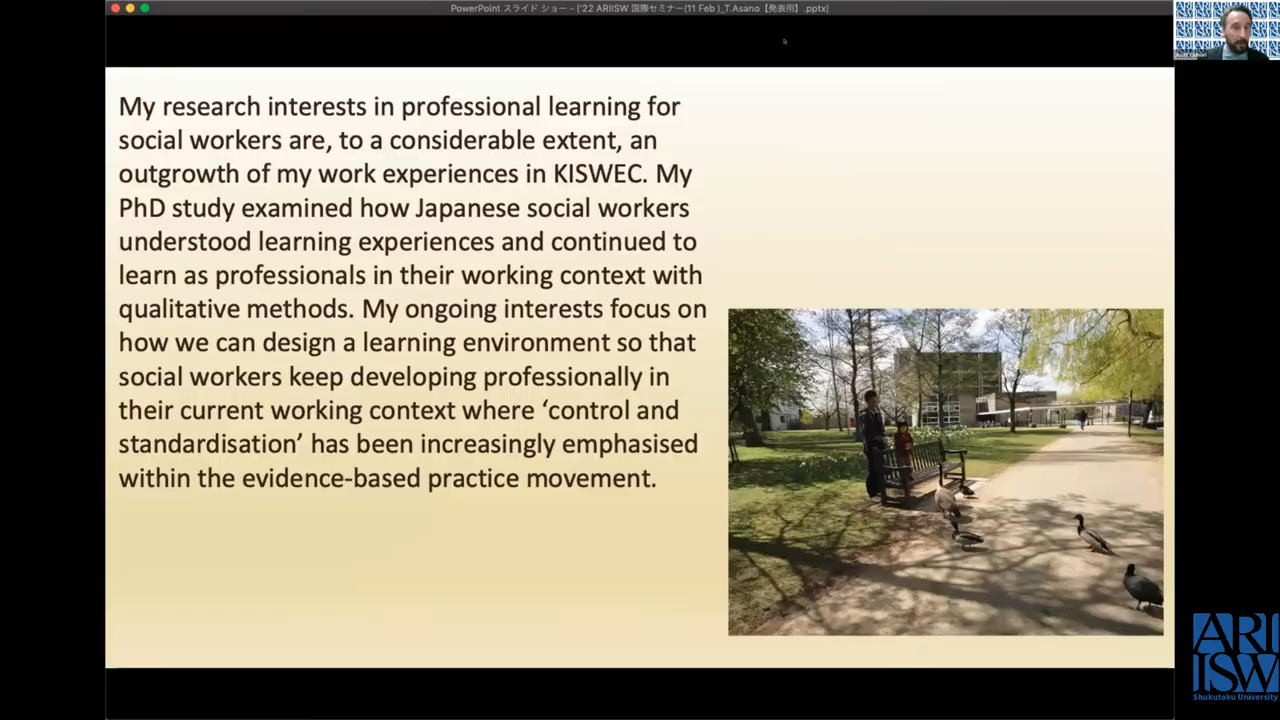 PowerPoint スライド ショー - ['22 ARIISW 国際セミナー(11 Feb )_T.Asano【発表用】.pptx]
My research interests in professional learning for
social workers are, to a considerable extent, an
outgrowth of my work experiences in KISWEC. My
PhD study examined how Japanese social workers
understood learning experiences and continued to
learn as professionals in their working context with
qualitative methods. My ongoing interests focus on
how we can design a learning environment so that
social workers keep developing professionally in
their current working context where ‘control and
standardisation’ has been increasingly emphasised
within the evidence-based practice movement.
ARI
ISW
Shukutoku University